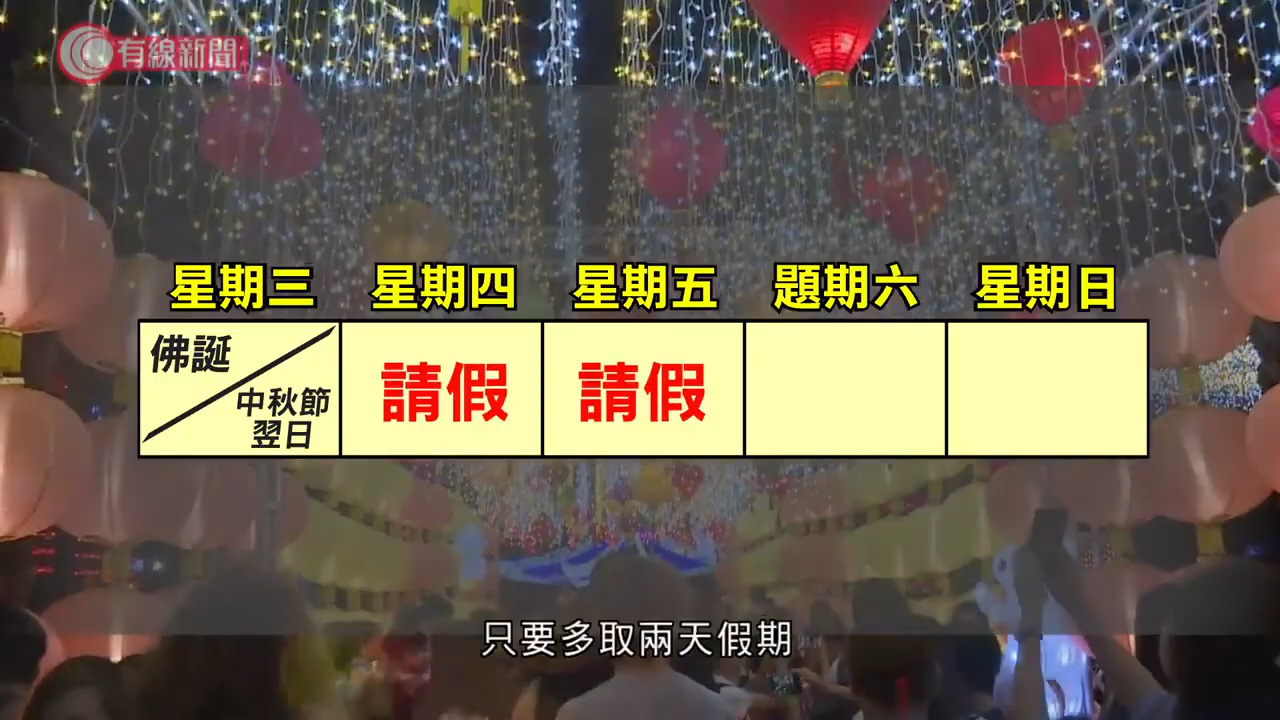 有線新聞
星期三 星期四 星期五 題期六 星期日
佛誕
中秋節
翌日
請假 請假
只要多取兩天假期